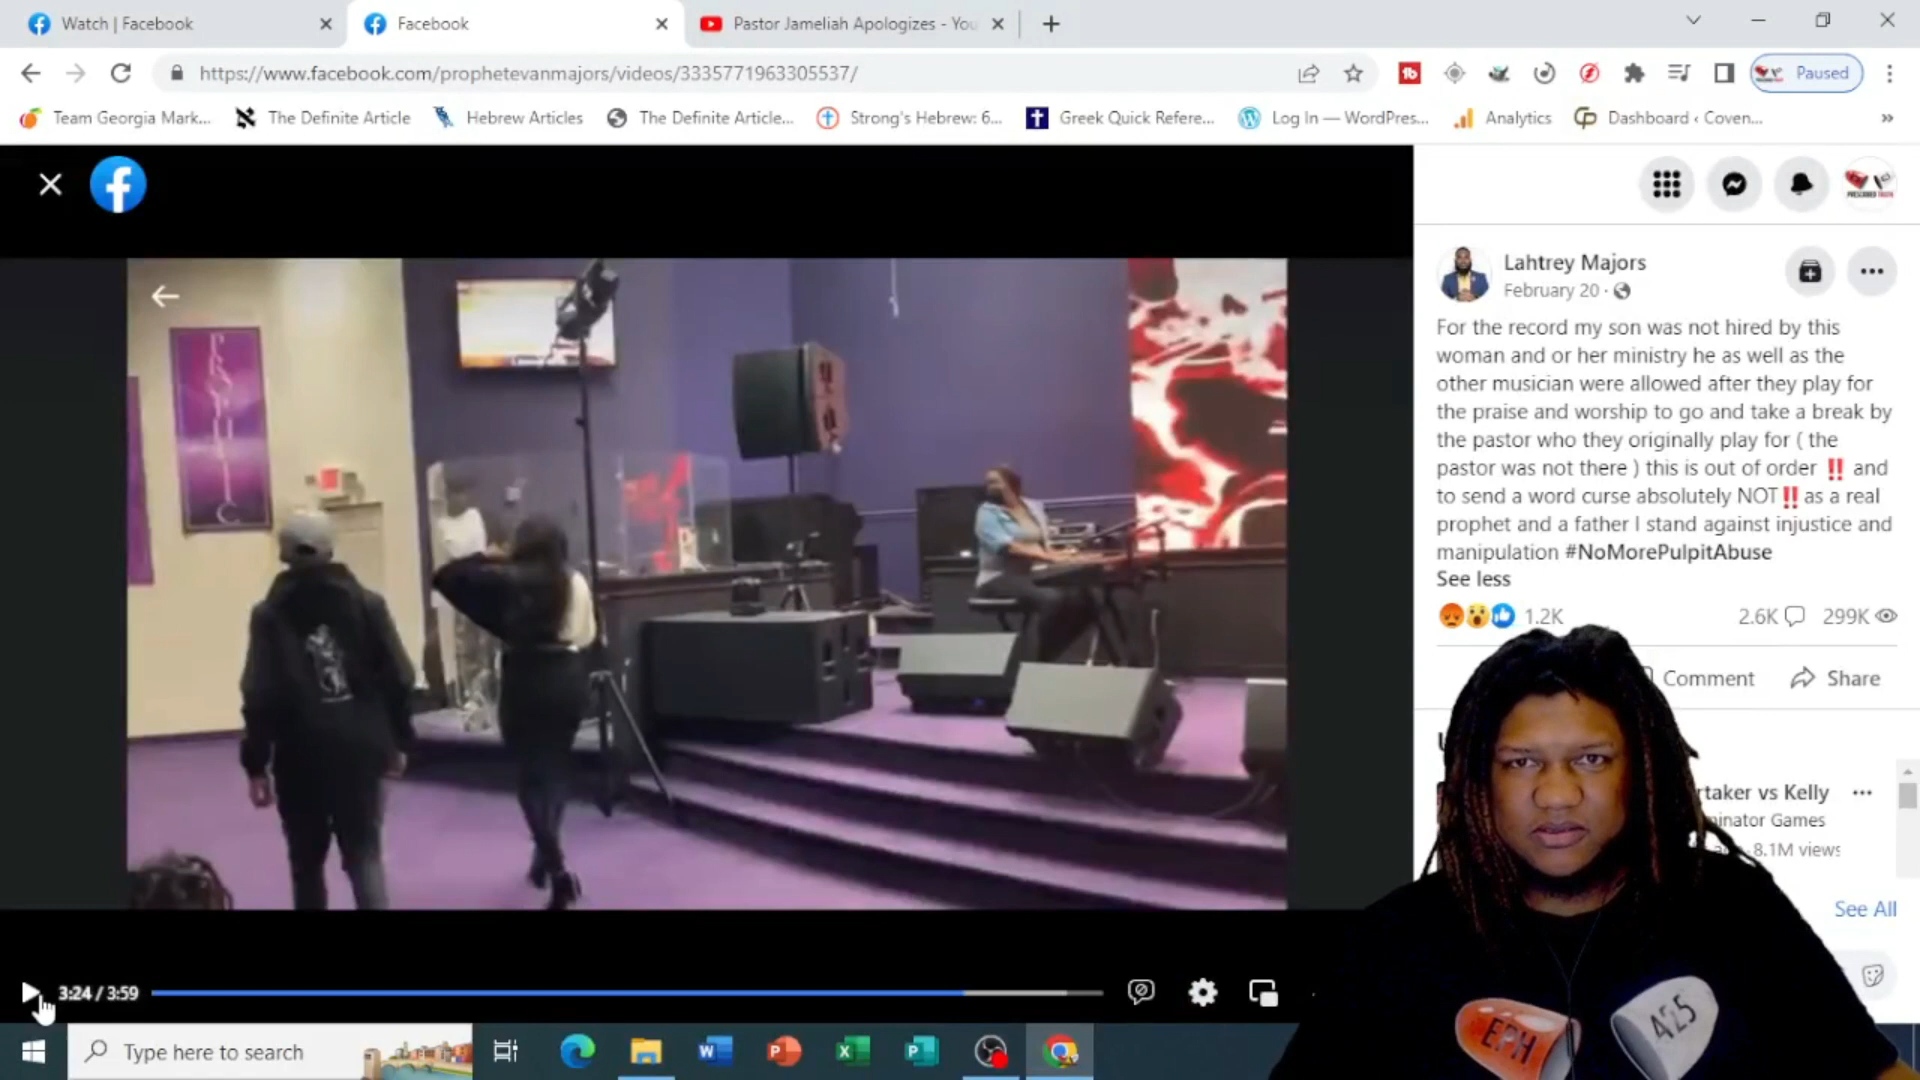 Watch | Facebook
Facebook
Pastor Jameliah Apologizes - You
https://www.facebook.com/prophetevanmajors/videos/3335771963305537/
Paused
Team Georgia Mark...
The Definite Article
Hebrew Articles
The Definite Article...
Strong's Hebrew: 6...
Greek Quick Refere...
Log In — WordPres...
Analytics
Dashboard ‹ Coven...
Lahtrey Majors
February 20
For the record my son was not hired by this
woman and or her ministry he as well as the
other musician were allowed after they play for
the praise and worship to go and take a break by
the pastor who they originally play for ( the
pastor was not there ) this is out of order ‼️ and
to send a word curse absolutely NOT‼️as a real
prophet and a father I stand against injustice and
manipulation #NoMorePulpitAbuse
See less
1.2K
2.6K
299K
Comment
Share
rtaker vs Kelly
minator Games
8.1M views
See All
3:24 / 3:59
EPH
425
Type here to search